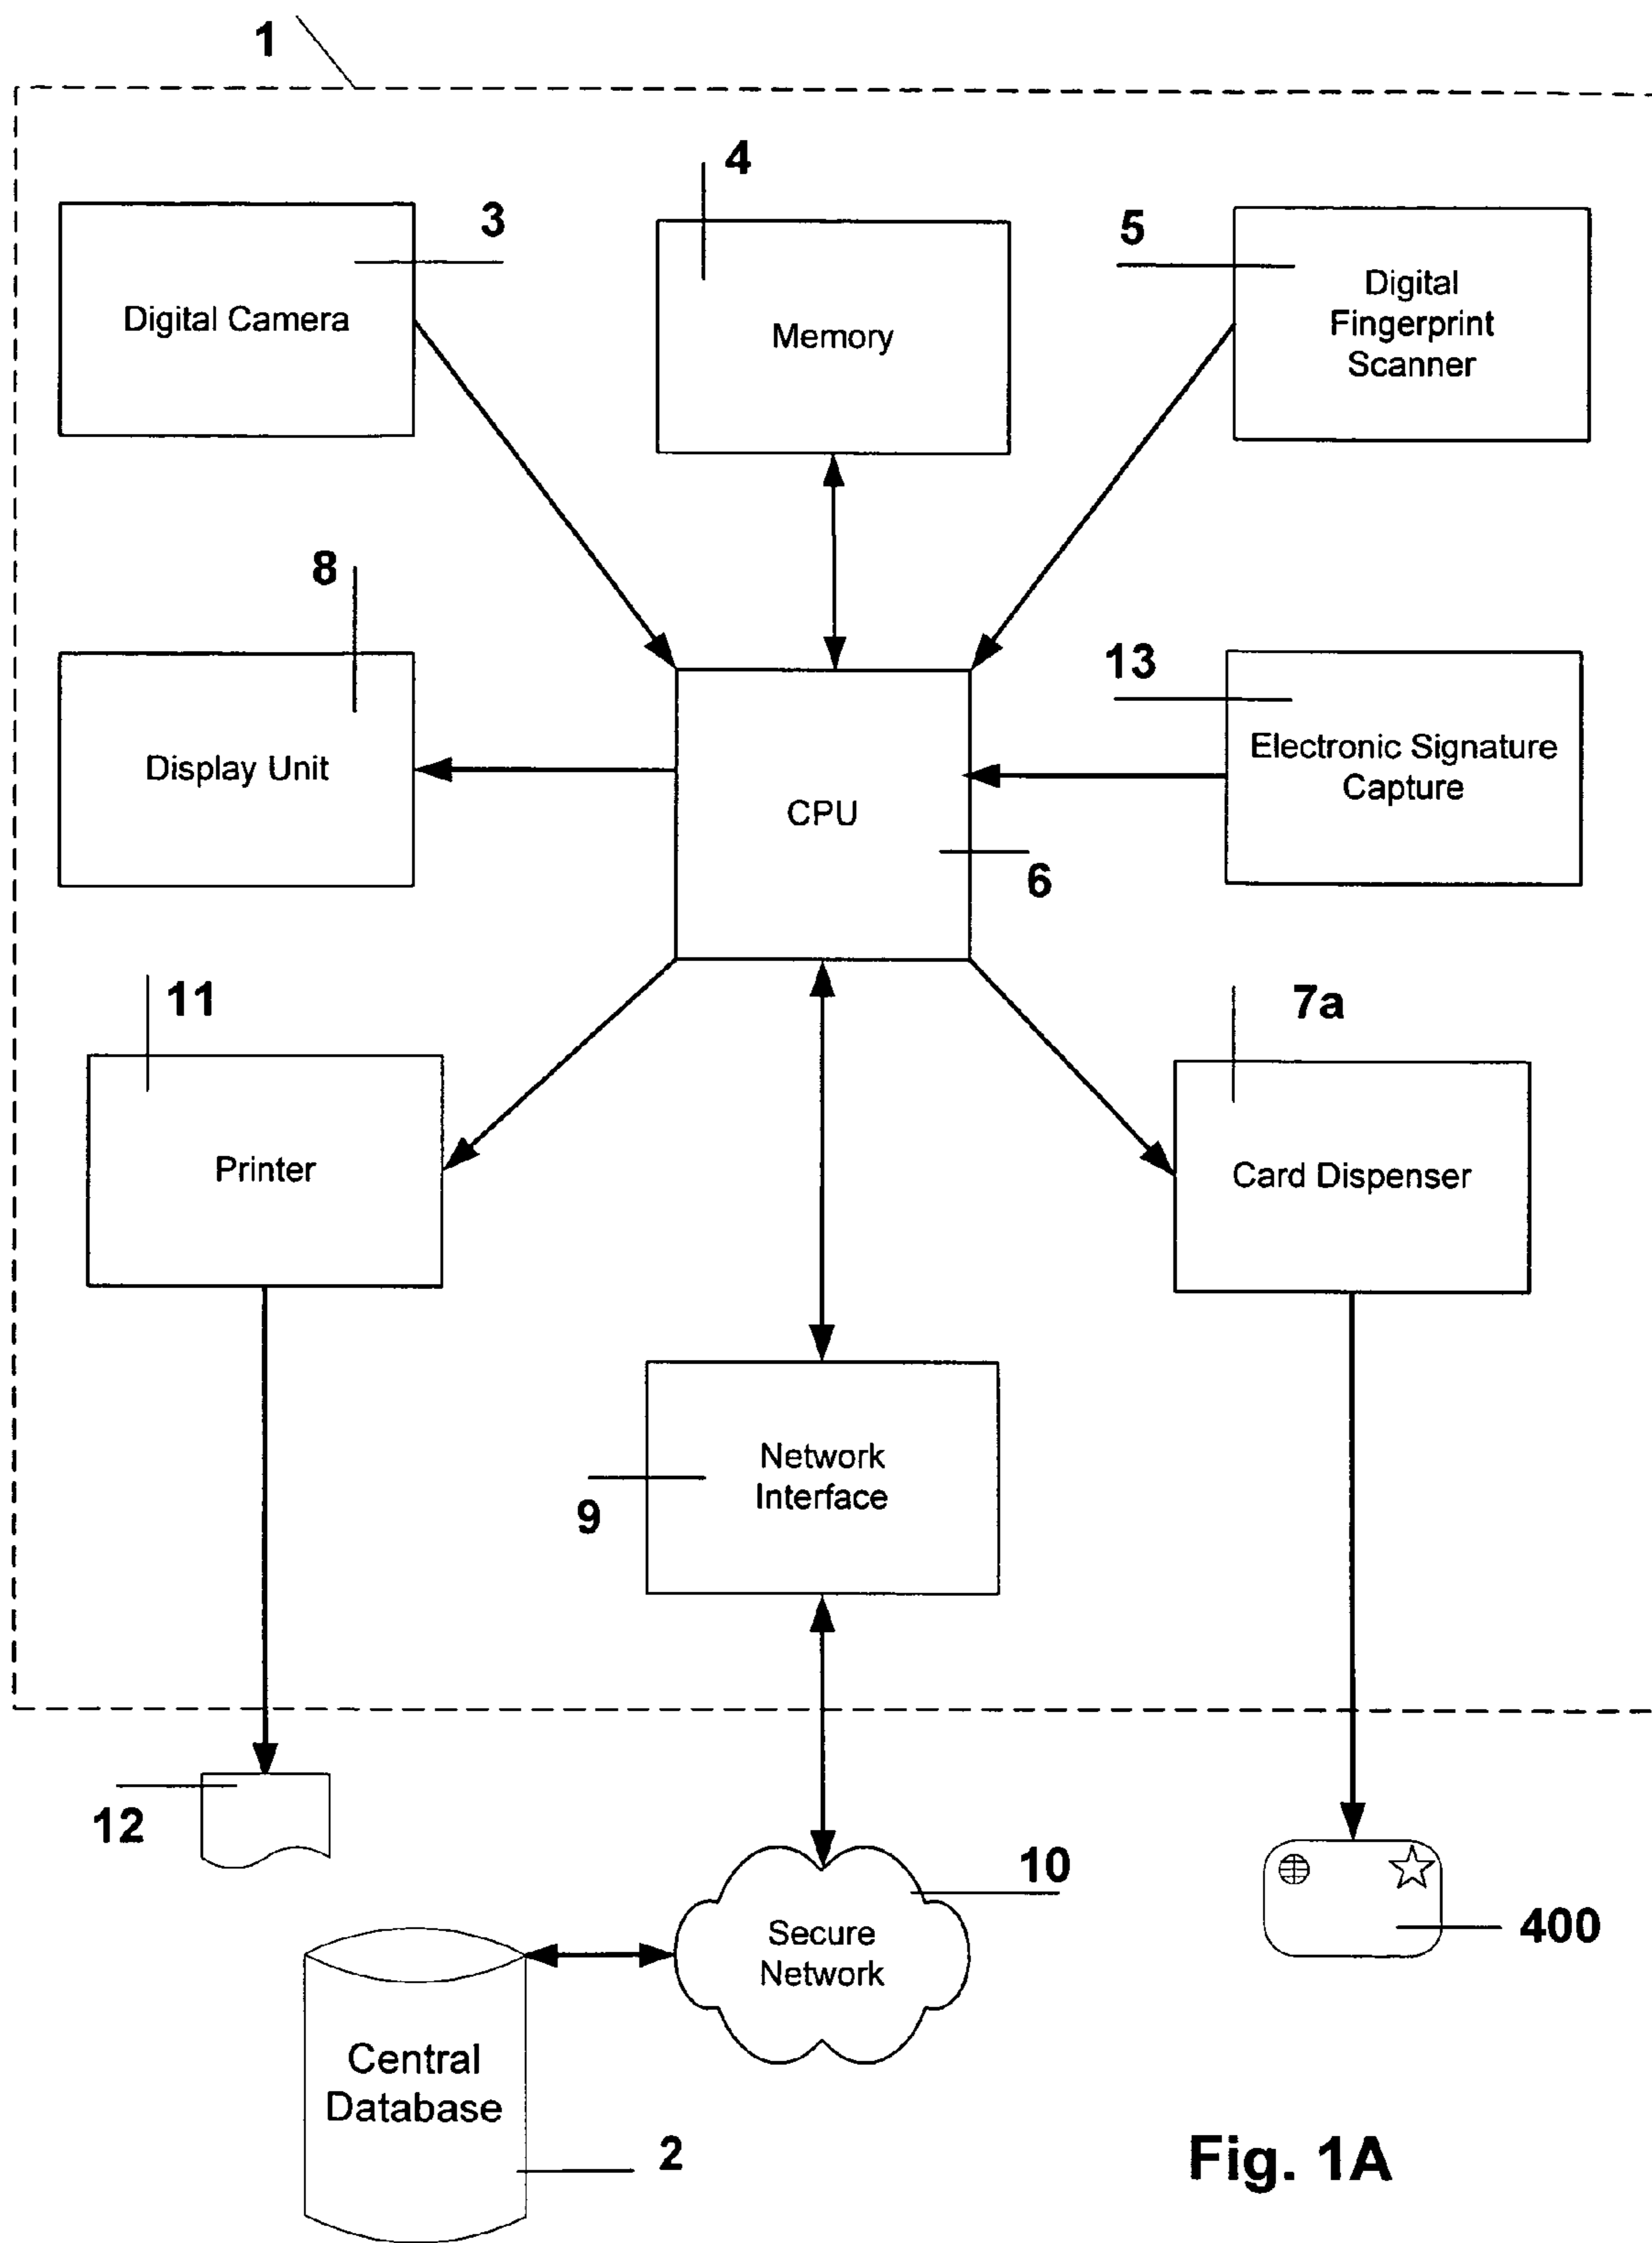 1
4
3
5
Digital Camera
Memory
Digital
Fingerprint
Scanner
8
13
Display Unit
CPU
Electronic Signature
Capture
6
11
7a
Printer
Card Dispenser
Network
Interface
9
12
10
Secure
Network
400
Central
Database
2
Fig. 1A